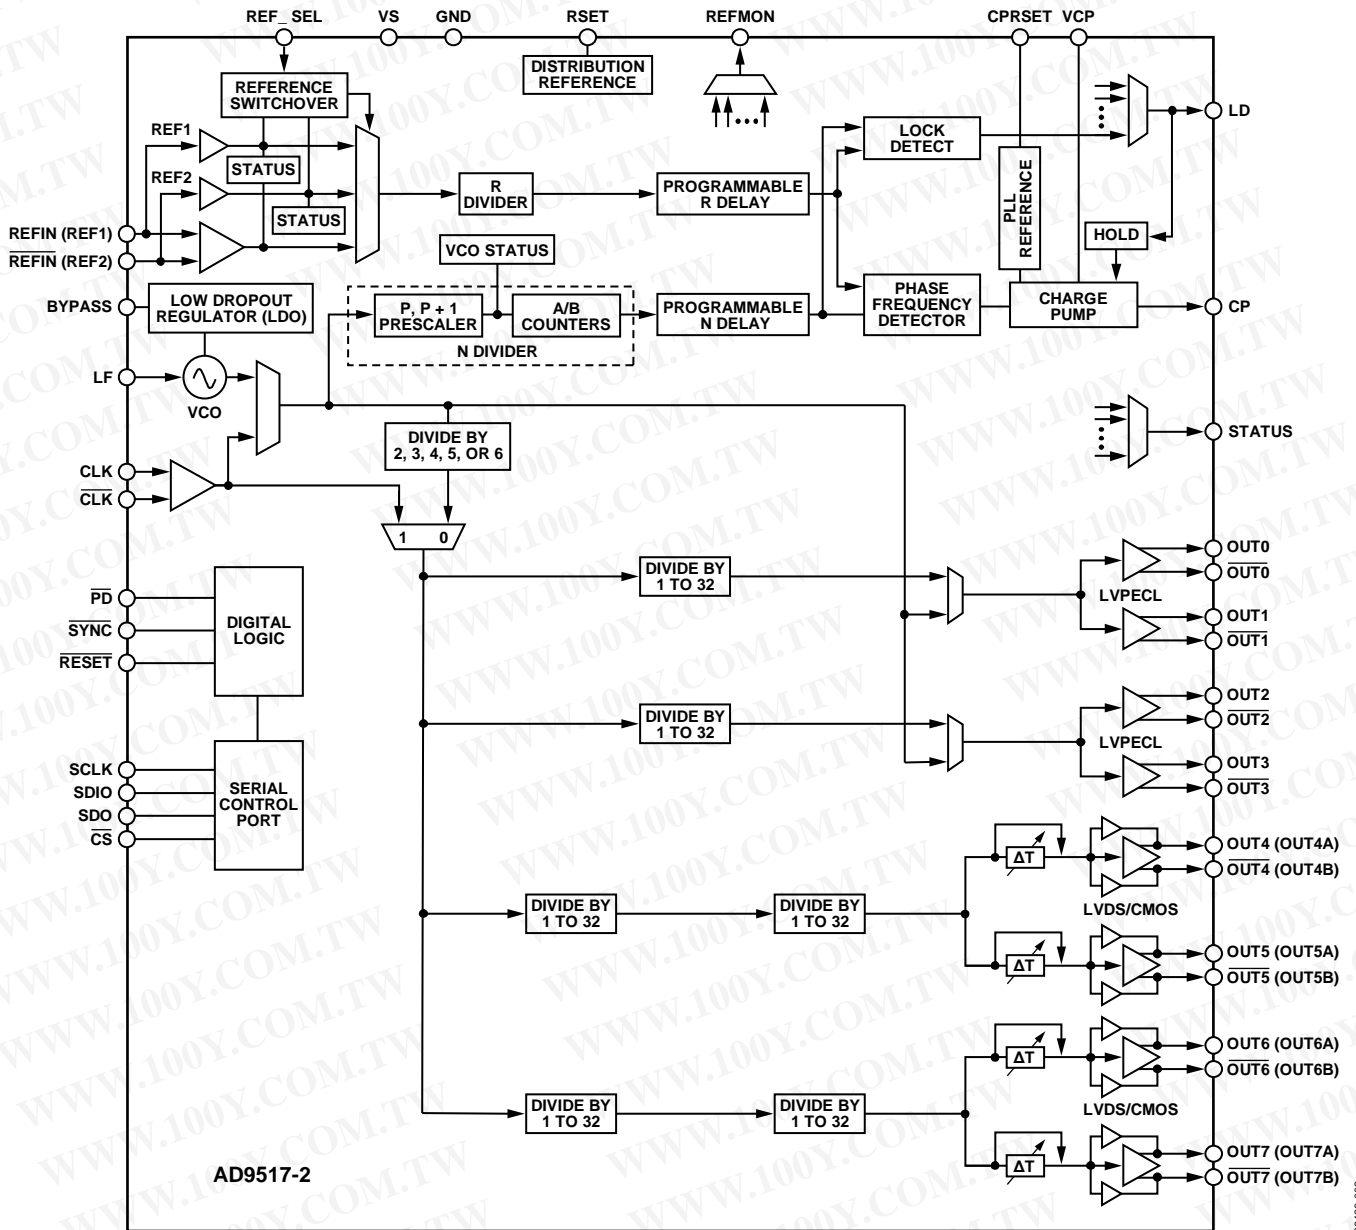 REF_ SEL
VS
GND
RSET
REFMON
CPRSET
VCP
DISTRIBUTION
REFERENCE
REFERENCE
SWITCHOVER
REF1
STATUS
REF2
STATUS
R
DIVIDER
PROGRAMMABLE
R DELAY
LOCK
DETECT
LD
PLL
REFERENCE
HOLD
REFIN (REF1)
REFIN (REF2)
VCO STATUS
BYPASS
LOW DROPOUT
REGULATOR (LDO)
P, P + 1
PRESCALER
A/B
COUNTERS
N DIVIDER
PROGRAMMABLE
N DELAY
PHASE
FREQUENCY
DETECTOR
CHARGE
PUMP
CP
LF
VCO
STATUS
DIVIDE BY
2, 3, 4, 5, OR 6
CLK
CLK
1
0
DIVIDE BY
1 TO 32
OUT0
OUT0
LVPECL
OUT1
OUT1
PD
SYNC
RESET
DIGITAL
LOGIC
DIVIDE BY
1 TO 32
OUT2
OUT2
LVPECL
OUT3
OUT3
SCLK
SDIO
SDO
CS
SERIAL
CONTROL
PORT
DIVIDE BY
1 TO 32
DIVIDE BY
1 TO 32
ΔT
OUT4 (OUT4A)
OUT4 (OUT4B)
LVDS/CMOS
ΔT
OUT5 (OUT5A)
OUT5 (OUT5B)
DIVIDE BY
1 TO 32
DIVIDE BY
1 TO 32
ΔT
OUT6 (OUT6A)
OUT6 (OUT6B)
LVDS/CMOS
ΔT
OUT7 (OUT7A)
OUT7 (OUT7B)
AD9517-2
WWW.100Y.COM.TW